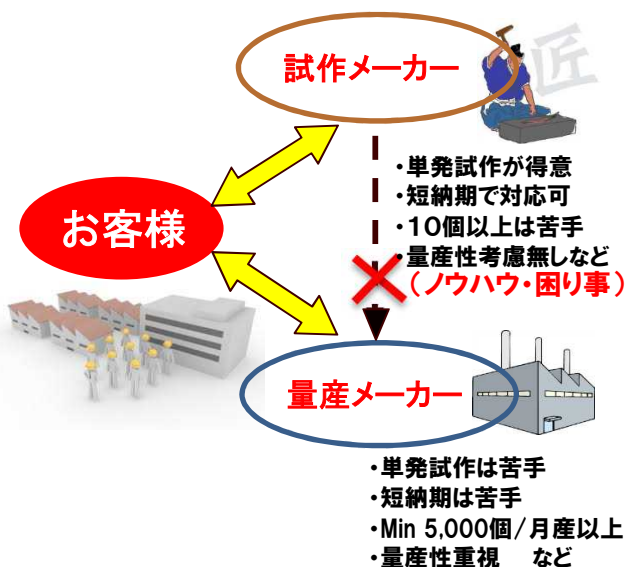 試作メーカー
匠
・単発試作が得意
・短納期で対応可
・１０個以上は苦手
・量産性考慮無しなど
（ノウハウ・困り事）
お客様
量産メーカー
・単発試作は苦手
・短納期は苦手
・Min 5,000個/月産以上
・量産性重視　など